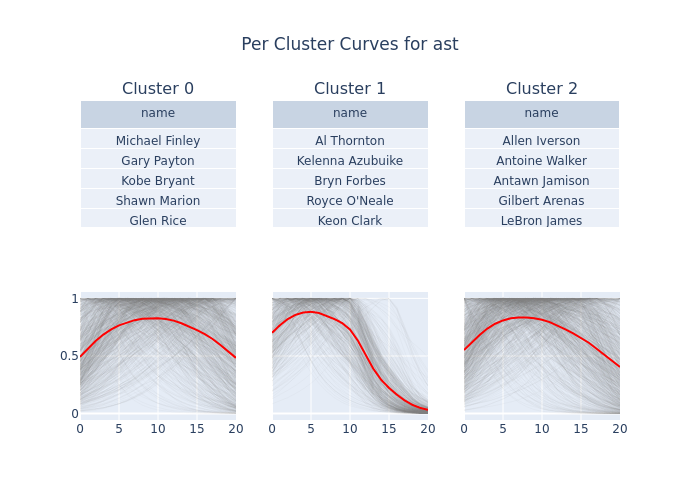 Per Cluster Curves for ast
Cluster 0
Cluster 1
Cluster 2
name
name
name
Michael Finley
Al Thornton
Allen Iverson
Gary Payton
Kelenna Azubuike
Antoine Walker
Kobe Bryant
Bryn Forbes
Antawn Jamison
Shawn Marion
Royce O'Neale
Gilbert Arenas
Glen Rice
Keon Clark
LeBron James
1
0.5
0
0 5 10 15 20
0 5 10 15 20
0 5 10 15 20